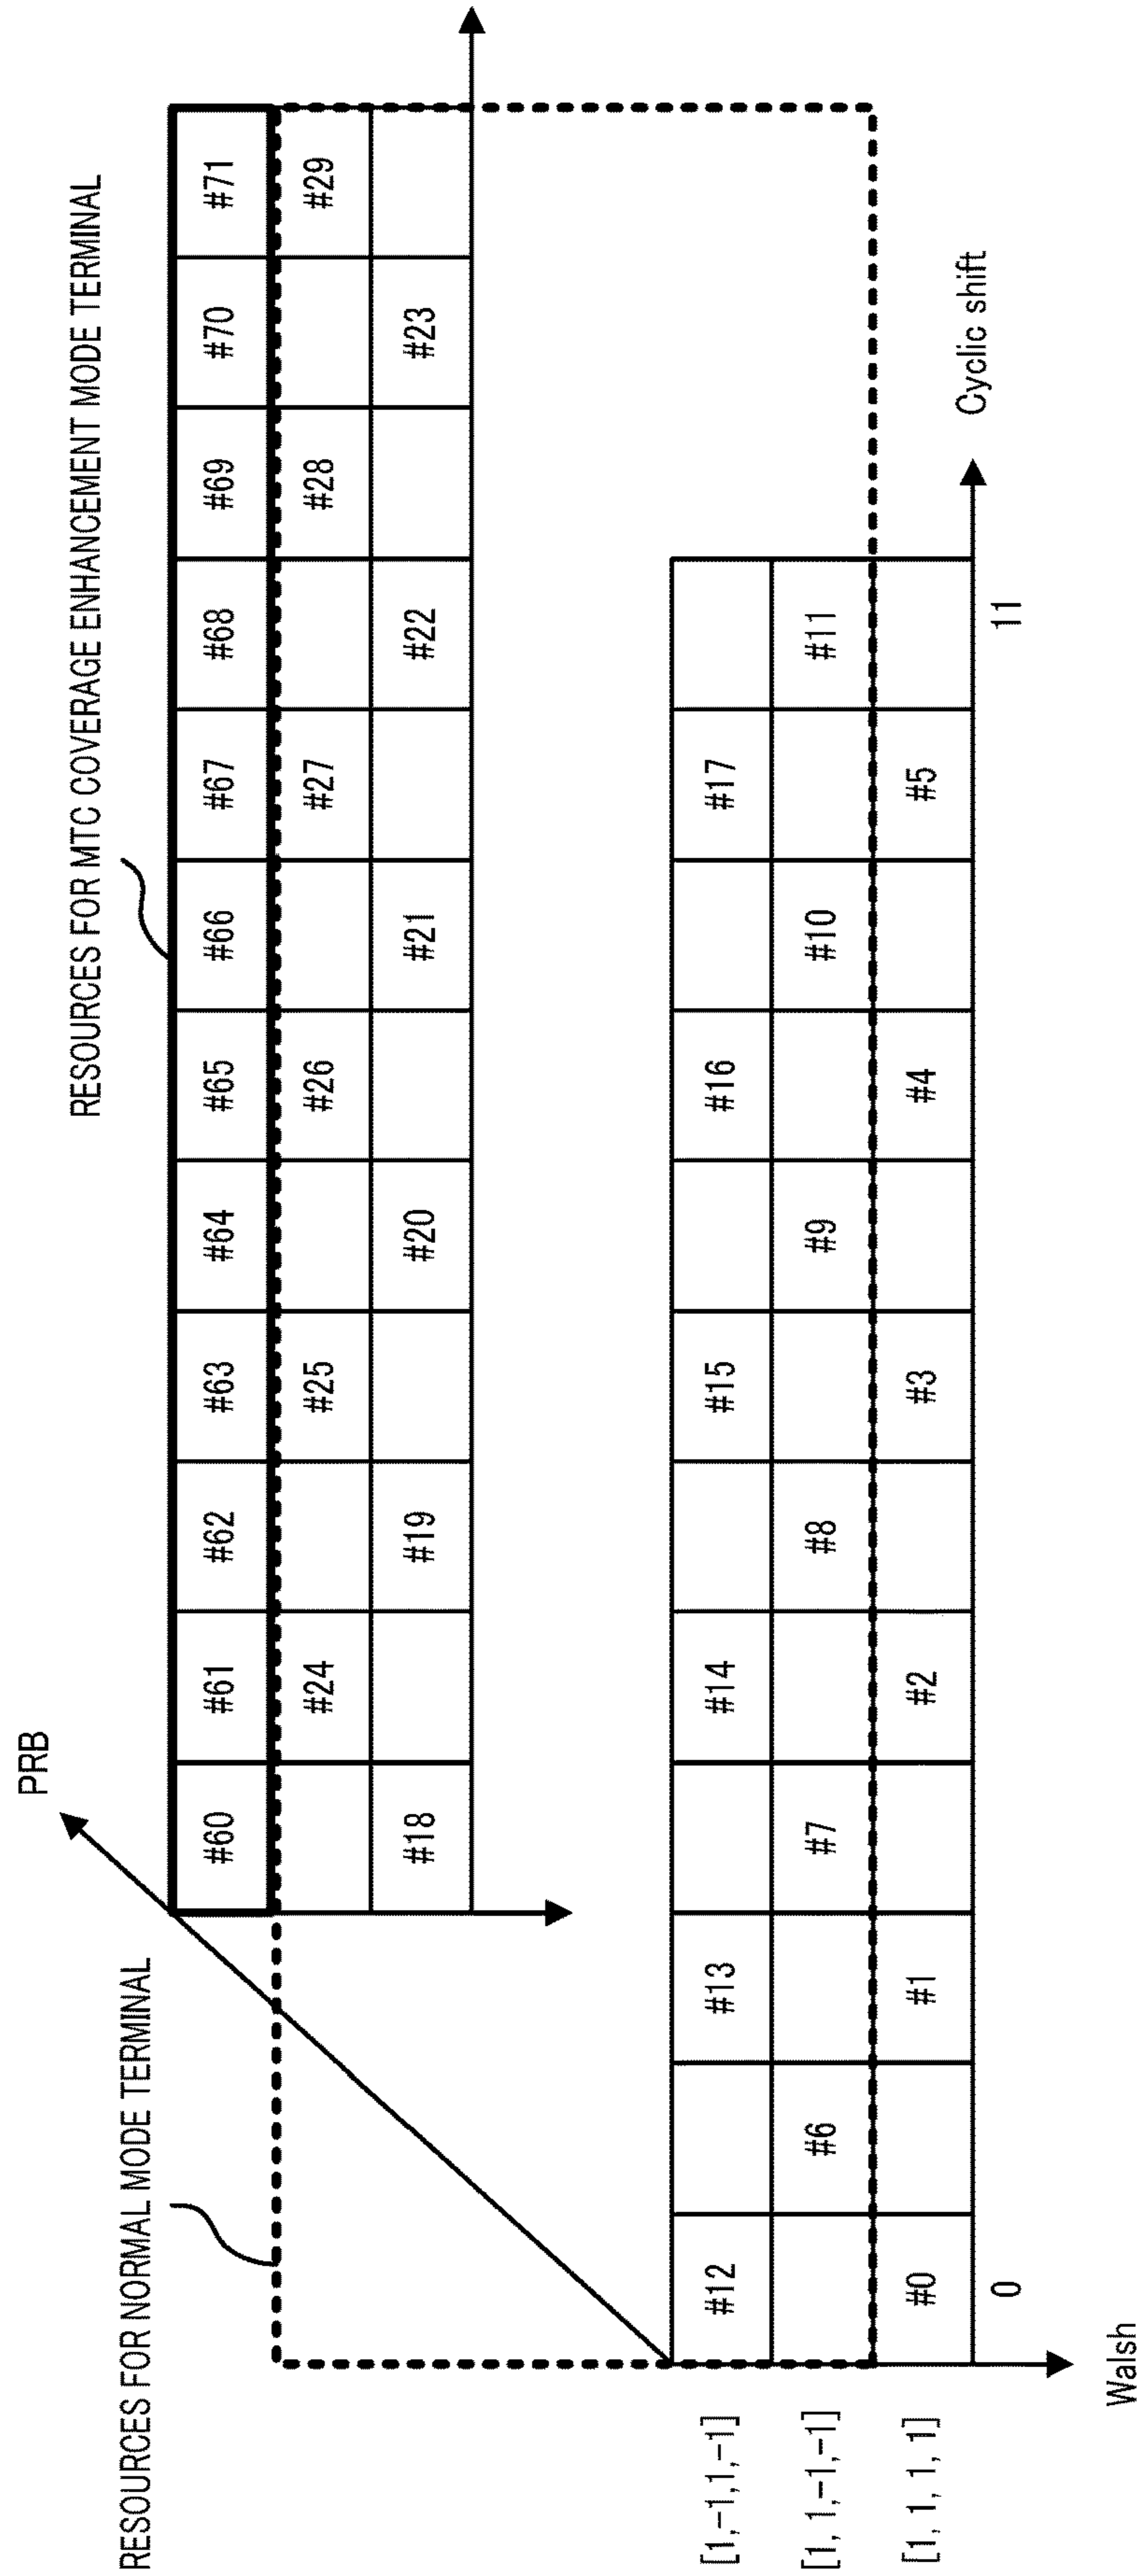 PRB
RESOURCES FOR NORMAL MODE TERMINAL
RESOURCES FOR MTC COVERAGE ENHANCEMENT MODE TERMINAL
#60 #61 #62 #63 #64 #65 #66 #67 #68 #69 #70 #71
#24 #25 #26 #27 #28 #29
#18 #19 #20 #21 #22 #23
[1,-1,1,-1] #12 #13 #14 #15 #16 #17
[1, 1,-1,-1] #6 #7 #8 #9 #10 #11
[1, 1, 1, 1] #0 #1 #2 #3 #4 #5
0 11
Cyclic shift
Walsh